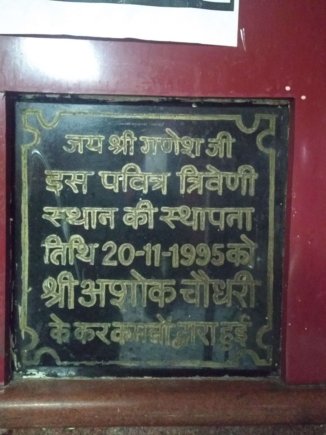 जय श्री गणेश जी
इस पवित्र त्रिवेणी
स्थान की स्थापना
तिथि 20-11-1995 को
श्री अशोक चौधरी
के कर कमलों द्वारा हुई